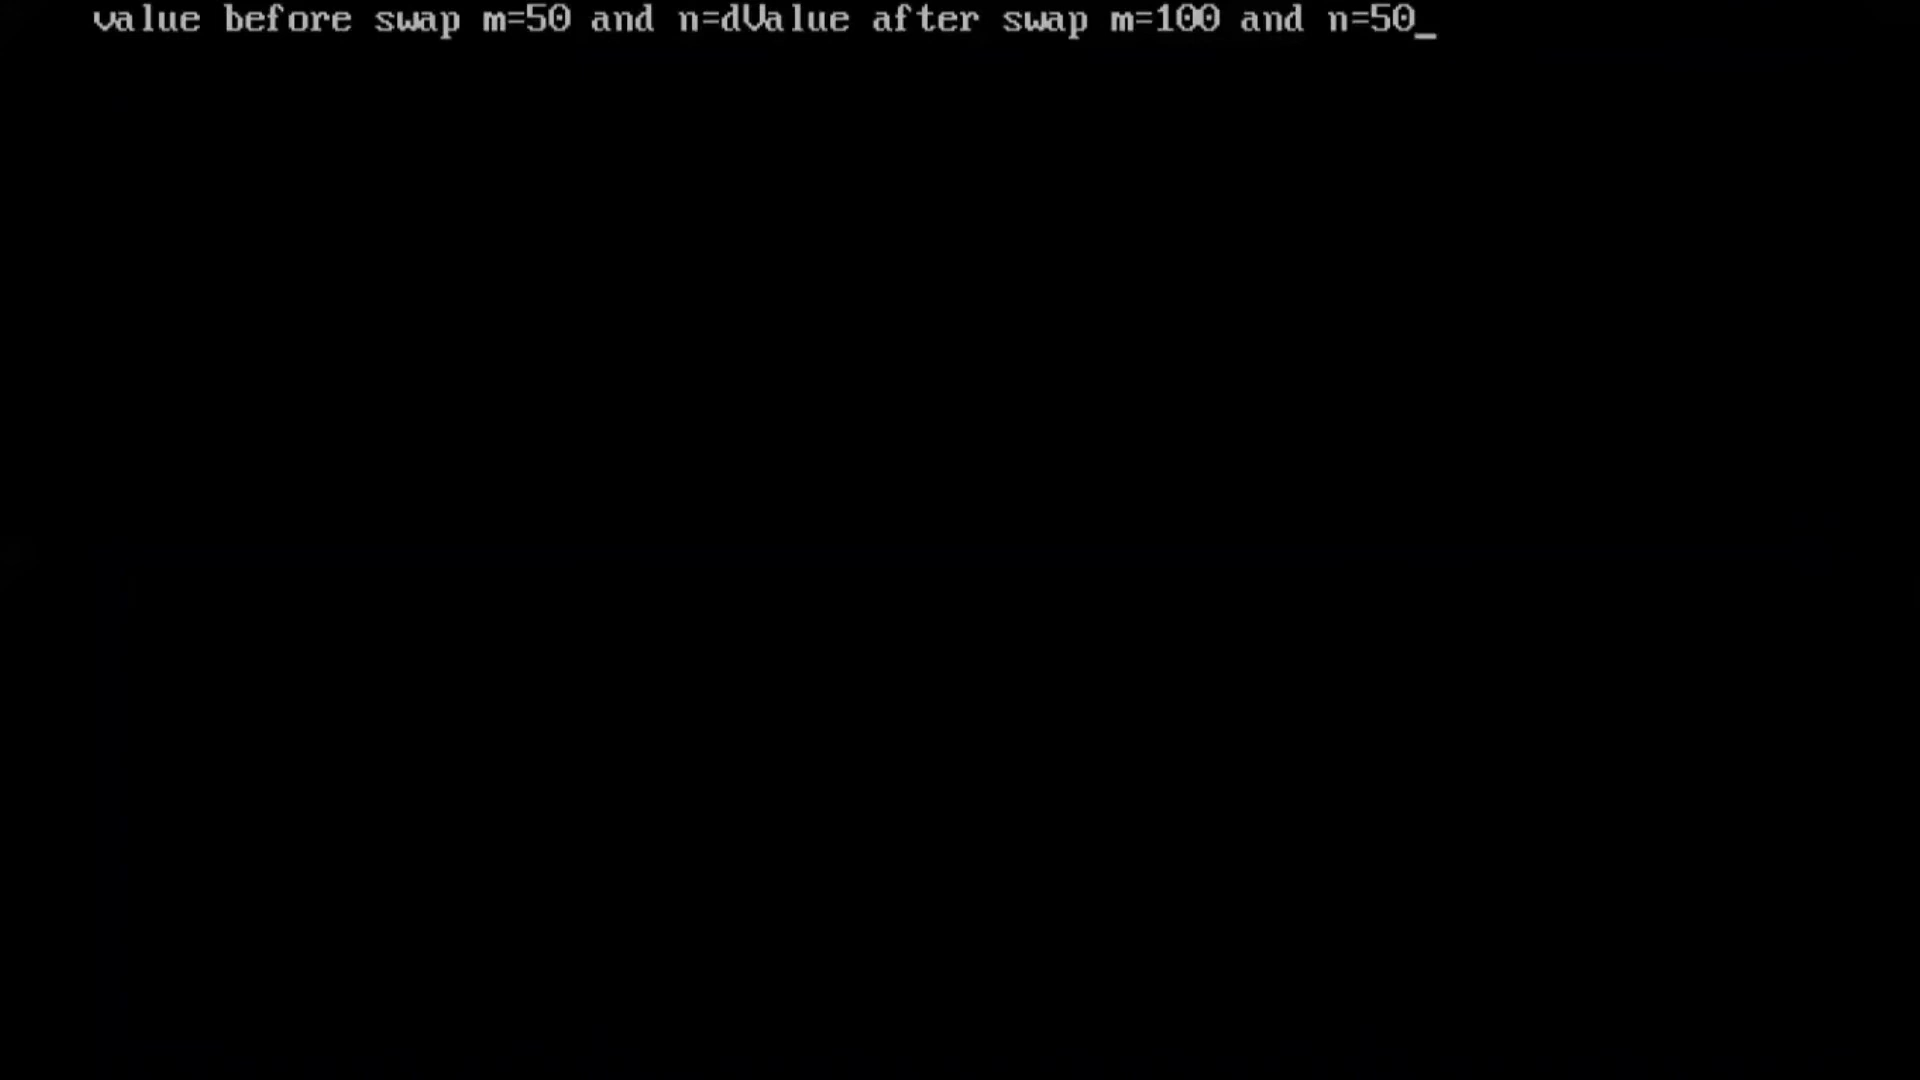 value before swap m=50 and n=dValue after swap m=100 and n=50_